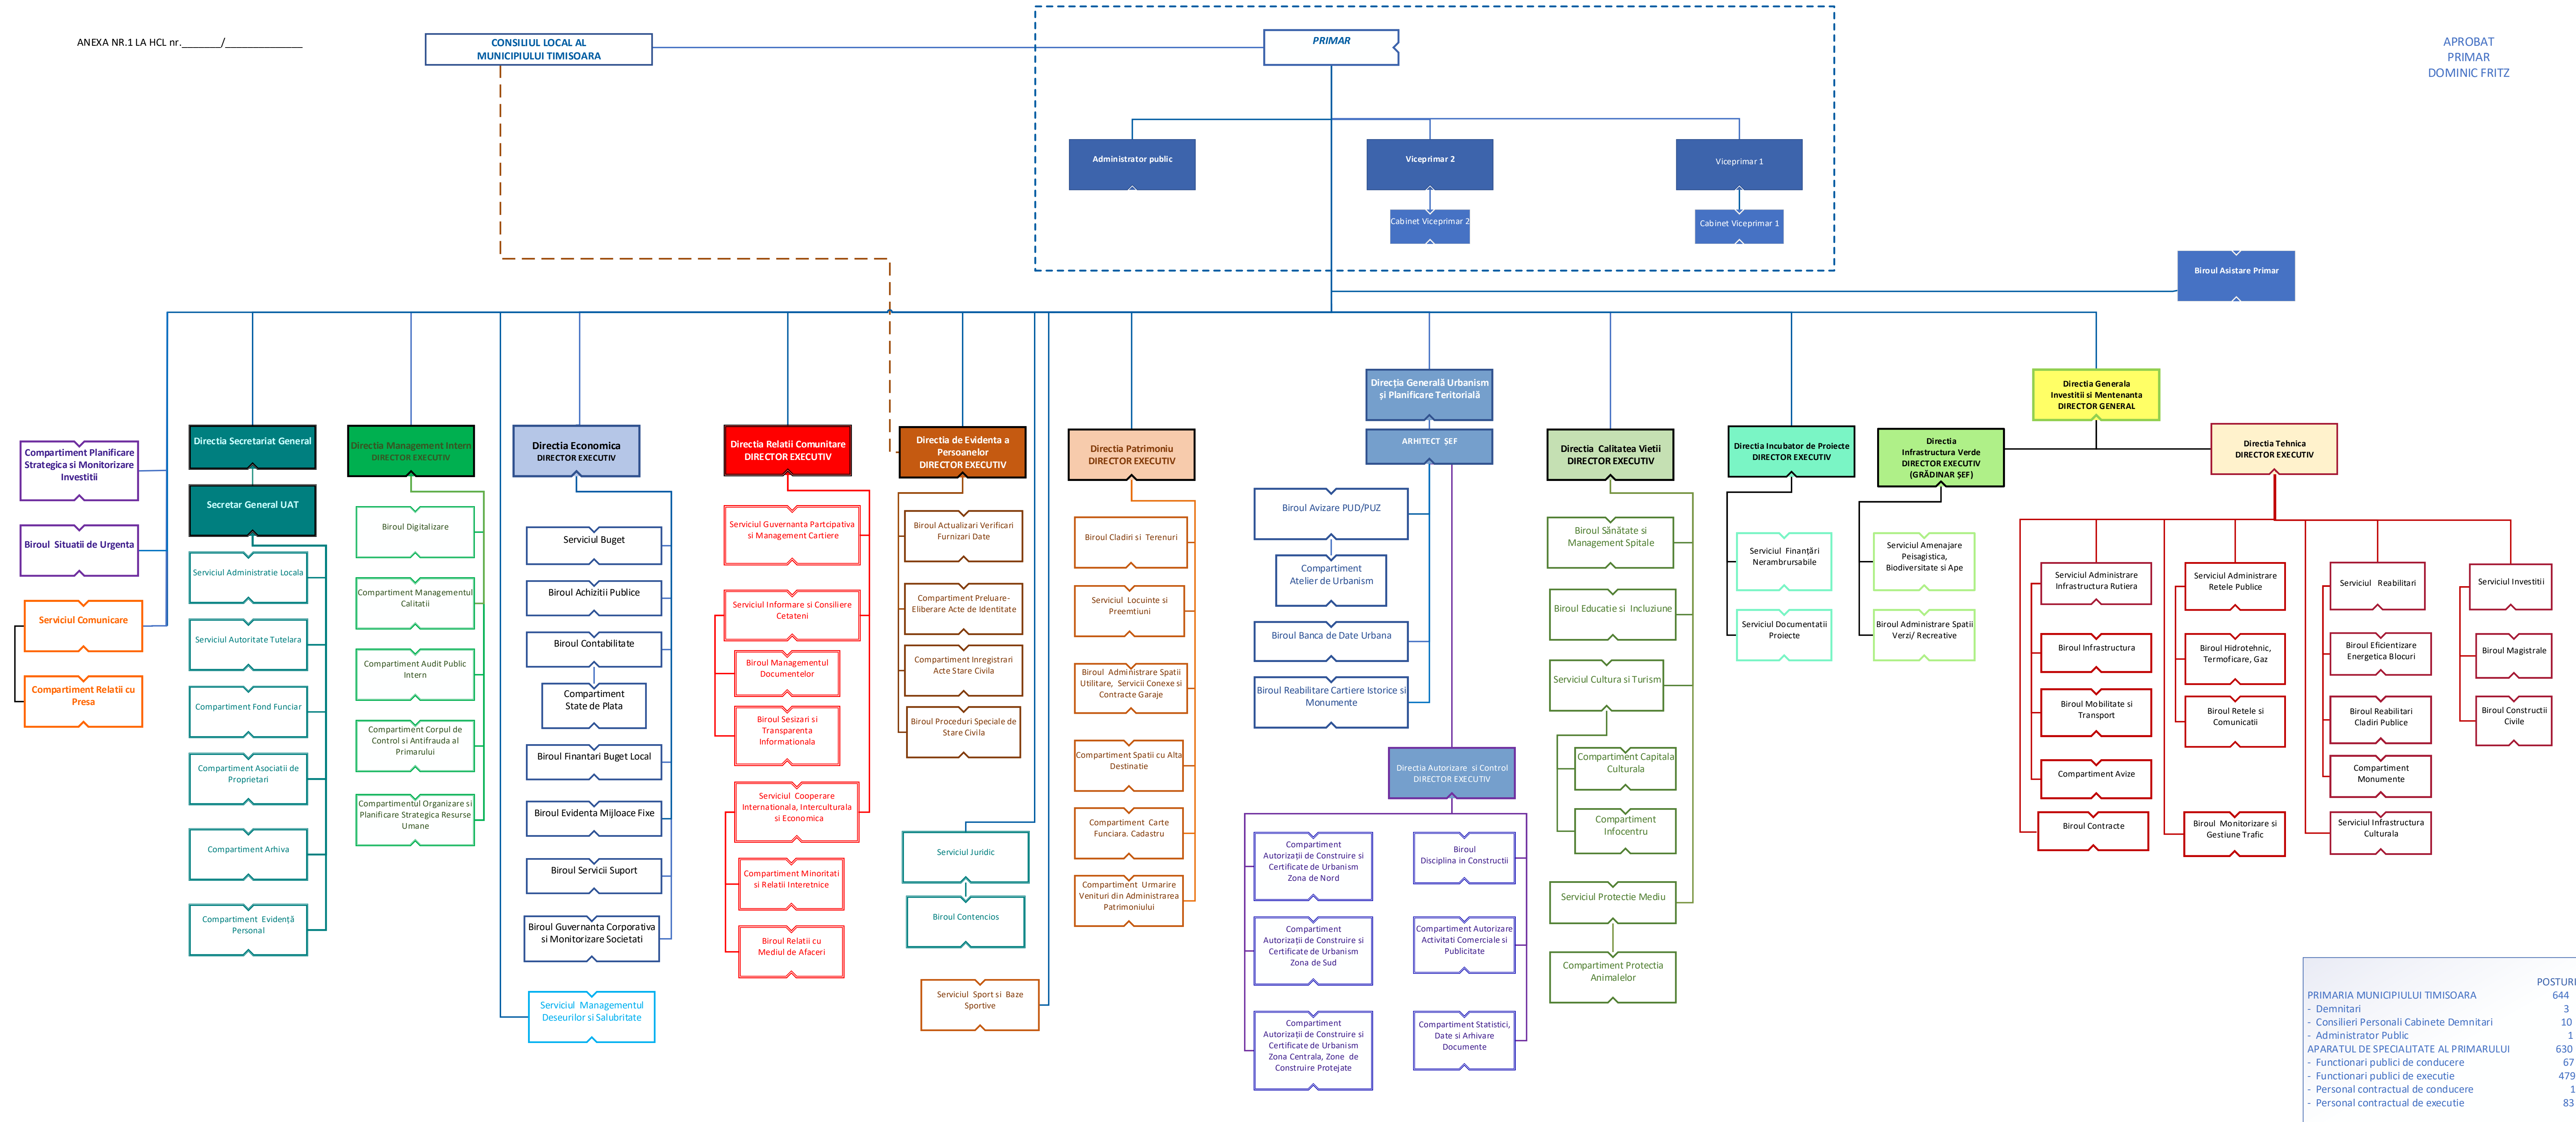 ANEXA NR.1 LA HCL nr._______/______________
CONSILIUL LOCAL AL
MUNICIPIULUI TIMISOARA
PRIMAR
APROBAT
PRIMAR
DOMINIC FRITZ
Administrator public
Viceprimar 2
Viceprimar 1
Cabinet Viceprimar 2
Cabinet Viceprimar 1
Biroul Asistare Primar
Compartiment Planificare
Strategica si Monitorizare
Investitii
Biroul Situatii de Urgenta
Serviciul Comunicare
Compartiment Relatii cu
Presa
Directia Secretariat General
Secretar General UAT
Serviciul Administratie Locala
Serviciul Autoritate Tutelara
Compartiment Fond Funciar
Compartiment Asociatii de
Proprietari
Compartiment Arhiva
Compartiment Evidență
Personal
Directia Management Intern
DIRECTOR EXECUTIV
Biroul Digitalizare
Compartiment Managementul
Calitatii
Compartiment Audit Public
Intern
Compartiment Corpul de
Control si Antifrauda al
Primarului
Compartimentul Organizare si
Planificare Strategica Resurse
Umane
Directia Economica
DIRECTOR EXECUTIV
Serviciul Buget
Biroul Achizitii Publice
Biroul Contabilitate
Compartiment
State de Plata
Biroul Finantari Buget Local
Biroul Evidenta Mijloace Fixe
Biroul Servicii Suport
Biroul Guvernanta Corporativa
si Monitorizare Societati
Serviciul Managementul
Deseurilor si Salubritate
Directia Relatii Comunitare
DIRECTOR EXECUTIV
Serviciul Guvernanta Partcipativa
si Management Cartiere
Serviciul Informare si Consiliere
Cetateni
Biroul Managementul
Documentelor
Biroul Sesizari si
Transparenta
Informationala
Serviciul Cooperare
Internationala, Interculturala
si Economica
Compartiment Minoritati
si Relatii Interetnice
Biroul Relatii cu
Mediul de Afaceri
Directia de Evidenta a
Persoanelor
DIRECTOR EXECUTIV
Biroul Actualizari Verificari
Furnizari Date
Compartiment Preluare-
Eliberare Acte de Identitate
Compartiment Inregistrari
Acte Stare Civila
Biroul Proceduri Speciale de
Stare Civila
Serviciul Juridic
Biroul Contencios
Serviciul Sport si Baze
Sportive
Directia Patrimoniu
DIRECTOR EXECUTIV
Biroul Cladiri si Terenuri
Serviciul Locuinte si
Preemtiuni
Biroul Administrare Spatii
Utilitare, Servicii Conexe si
Contracte Garaje
Compartiment Spatii cu Alta
Destinatie
Compartiment Carte
Funciara. Cadastru
Compartiment Urmarire
Venituri din Administrarea
Patrimoniului
Direcția Generală Urbanism
și Planificare Teritorială
ARHITECT ȘEF
Biroul Avizare PUD/PUZ
Compartiment
Atelier de Urbanism
Biroul Banca de Date Urbana
Biroul Reabilitare Cartiere Istorice si
Monumente
Directia Autorizare si Control
DIRECTOR EXECUTIV
Compartiment
Autorizații de Construire si
Certificate de Urbanism
Zona de Nord
Compartiment
Autorizații de Construire si
Certificate de Urbanism
Zona de Sud
Compartiment
Autorizații de Construire si
Certificate de Urbanism
Zona Centrala, Zone de
Construire Protejate
Biroul
Disciplina in Constructii
Compartiment Autorizare
Activitati Comerciale si
Publicitate
Compartiment Statistici,
Date si Arhivare
Documente
Directia Calitatea Vietii
DIRECTOR EXECUTIV
Biroul Sănătate si
Management Spitale
Biroul Educatie si Incluziune
Serviciul Cultura si Turism
Compartiment Capitala
Culturala
Compartiment
Infocentru
Serviciul Protectie Mediu
Compartiment Protectia
Animalelor
Directia Incubator de Proiecte
DIRECTOR EXECUTIV
Serviciul Finanțări
Nerambrursabile
Serviciul Documentatii
Proiecte
Directia Generala
Investitii si Mentenanta
DIRECTOR GENERAL
Directia
Infrastructura Verde
DIRECTOR EXECUTIV
(GRĂDINAR ȘEF)
Serviciul Amenajare
Peisagistica,
Biodiversitate si Ape
Biroul Administrare Spatii
Verzi/ Recreative
Directia Tehnica
DIRECTOR EXECUTIV
Serviciul Administrare
Infrastructura Rutiera
Biroul Infrastructura
Biroul Mobilitate si
Transport
Compartiment Avize
Biroul Contracte
Serviciul Administrare
Retele Publice
Biroul Hidrotehnic,
Termoficare, Gaz
Biroul Retele si
Comunicatii
Biroul Monitorizare si
Gestiune Trafic
Serviciul Reabilitari
Biroul Eficientizare
Energetica Blocuri
Biroul Reabilitari
Cladiri Publice
Compartiment
Monumente
Serviciul Infrastructura
Culturala
Serviciul Investitii
Biroul Magistrale
Biroul Constructii
Civile
POSTURI
PRIMARIA MUNICIPIULUI TIMISOARA 644
- Demnitari 3
- Consilieri Personali Cabinete Demnitari 10
- Administrator Public 1
APARATUL DE SPECIALITATE AL PRIMARULUI 630
- Functionari publici de conducere 67
- Functionari publici de executie 479
- Personal contractual de conducere 1
- Personal contractual de executie 83